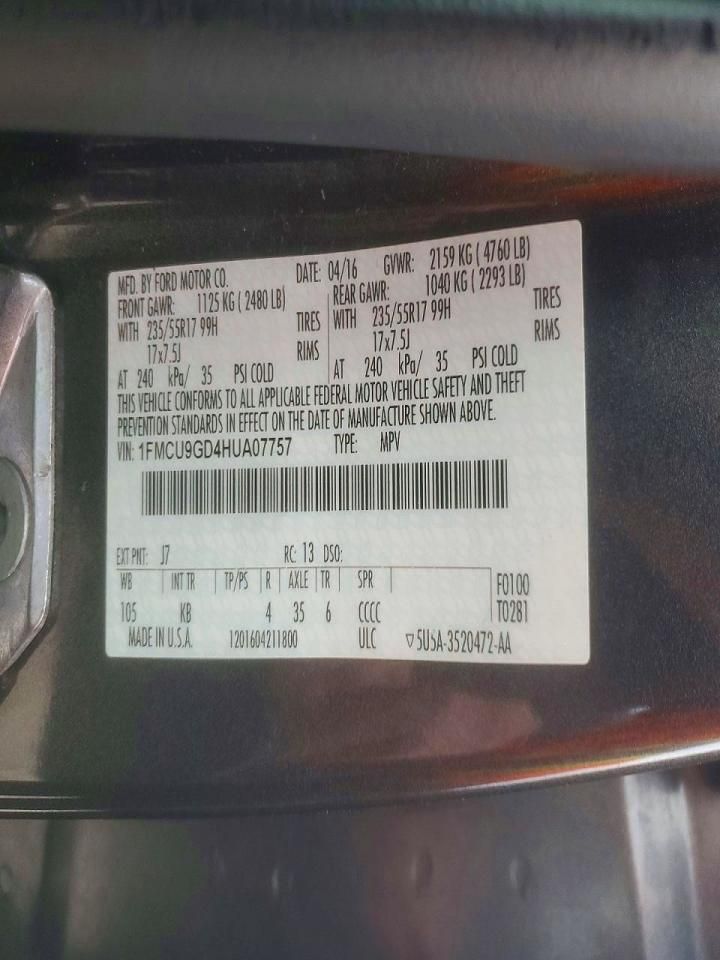 MFD. BY FORD MOTOR CO. DATE: 04/16 GVWR: 2159 KG ( 4760 LB)
FRONT GAWR: 1125 KG ( 2480 LB) REAR GAWR: 1040 KG ( 2293 LB)
WITH 235/55R17 99H TIRES WITH 235/55R17 99H TIRES
17x7.5J RIMS 17x7.5J RIMS
AT 240 kPa/ 35 PSI COLD AT 240 kPa/ 35 PSI COLD
THIS VEHICLE CONFORMS TO ALL APPLICABLE FEDERAL MOTOR VEHICLE SAFETY AND THEFT
PREVENTION STANDARDS IN EFFECT ON THE DATE OF MANUFACTURE SHOWN ABOVE.
VIN: 1FMCU9GD4HUA07757 TYPE: MPV
EXT PNT: J7 RC: 13 DSO:
WB INT TR TP/PS R AXLE TR SPR F0100
105 KB 4 35 6 CCCC T0281
MADE IN U.S.A. 1201604211800 ULC ▽5U5A-3520472-AA